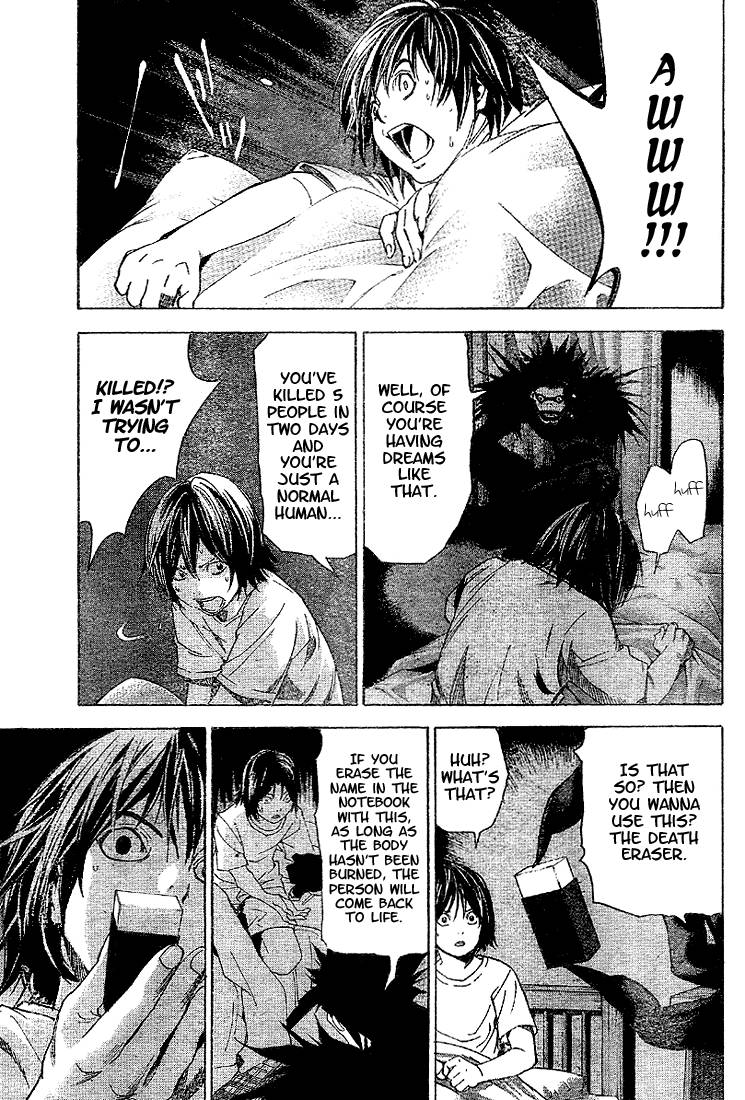 A
W
W
W!!!
WELL, OF
COURSE
YOU'RE
HAVING
DREAMS
LIKE
THAT.
huff
huff
YOU'VE
KILLED 5
PEOPLE IN
TWO DAYS
AND
YOU'RE
JUST A
NORMAL
HUMAN...
KILLED!?
I WASN'T
TRYING
TO...
IS THAT
SO? THEN
YOU WANNA
USE THIS?
THE DEATH
ERASER.
HUH?
WHAT'S
THAT?
IF YOU
ERASE THE
NAME IN THE
NOTEBOOK
WITH THIS,
AS LONG AS
THE BODY
HASN'T BEEN
BURNED, THE
PERSON WILL
COME BACK
TO LIFE.